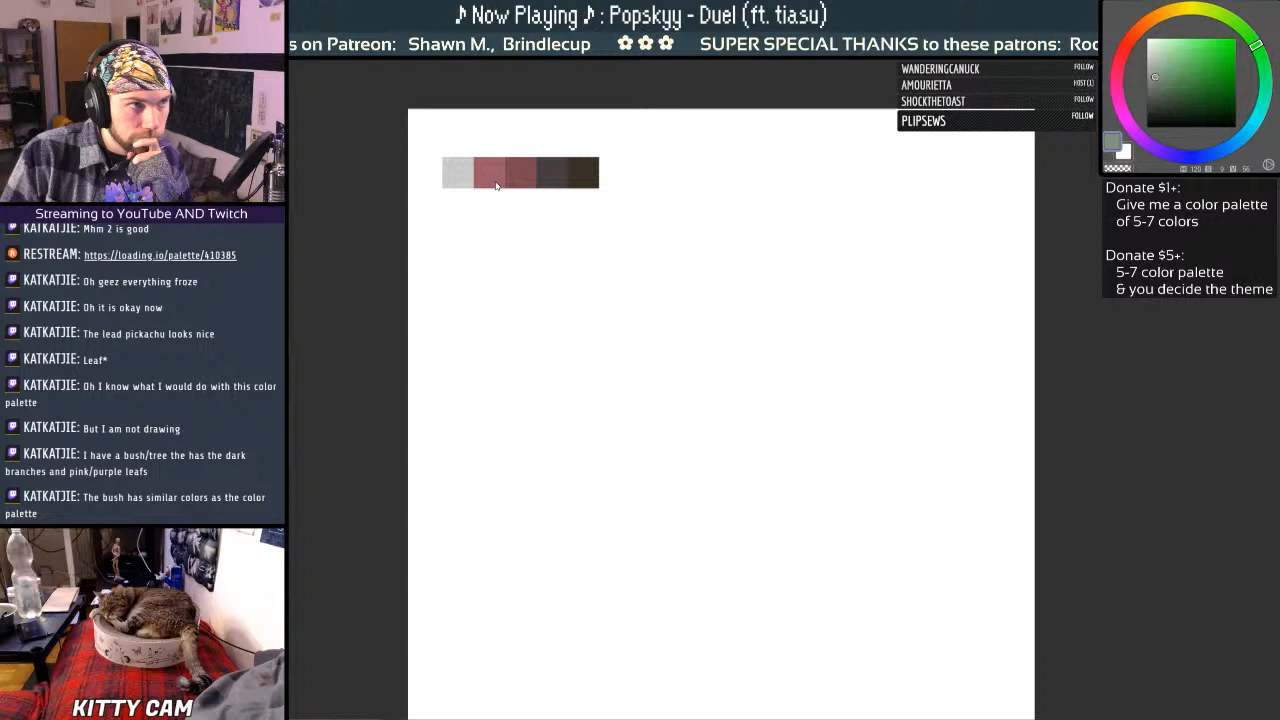 ♪ Now Playing ♪ : Popskyy - Duel (ft. tiasu)
s on Patreon: Shawn M., Brindlecup ✿ ✿ ✿ SUPER SPECIAL THANKS to these patrons: Roc
WANDERINGCANUCK FOLLOW
AMOURIETTA HOST (1)
SHOCKTHETOAST FOLLOW
PLIPSEWS FOLLOW
H 120 S 9 V 56
Donate $1+:
Give me a color palette
of 5-7 colors
Donate $5+:
5-7 color palette
& you decide the theme
Streaming to YouTube AND Twitch
KATKATJIE: Mhm 2 is good
RESTREAM: https://loading.io/palette/410385
KATKATJIE: Oh geez everything froze
KATKATJIE: Oh it is okay now
KATKATJIE: The lead pickachu looks nice
KATKATJIE: Leaf*
KATKATJIE: Oh I know what I would do with this color
palette
KATKATJIE: But I am not drawing
KATKATJIE: I have a bush/tree the has the dark
branches and pink/purple leafs
KATKATJIE: The bush has similar colors as the color
palette
KITTY CAM